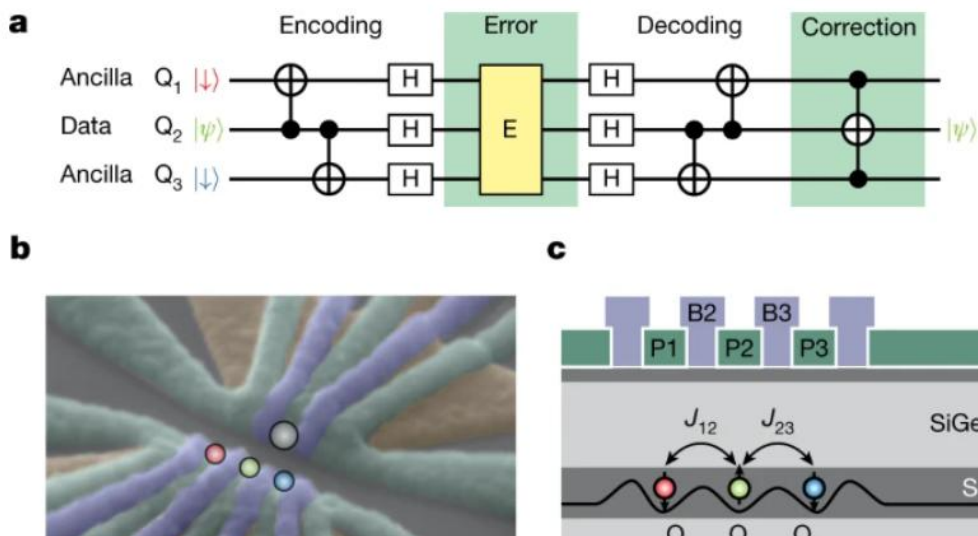 a
Encoding Error Decoding Correction
Ancilla Q1 |↓⟩ H H
Data Q2 |ψ⟩ H E H |ψ⟩
Ancilla Q3 |↓⟩ H H
b
c
B2 B3
P1 P2 P3
J12 J23
SiGe
S